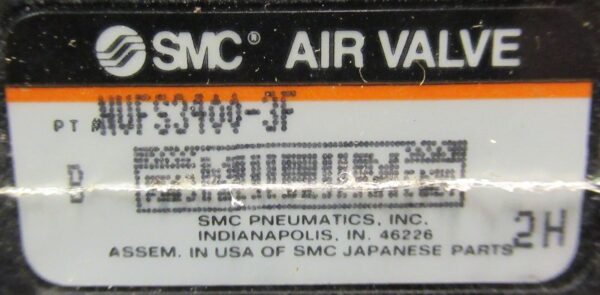 SMC® AIR VALVE
PT NVFS3400-3F
B
SMC PNEUMATICS, INC.
INDIANAPOLIS, IN. 46226
2H
ASSEM. IN USA OF SMC JAPANESE PARTS